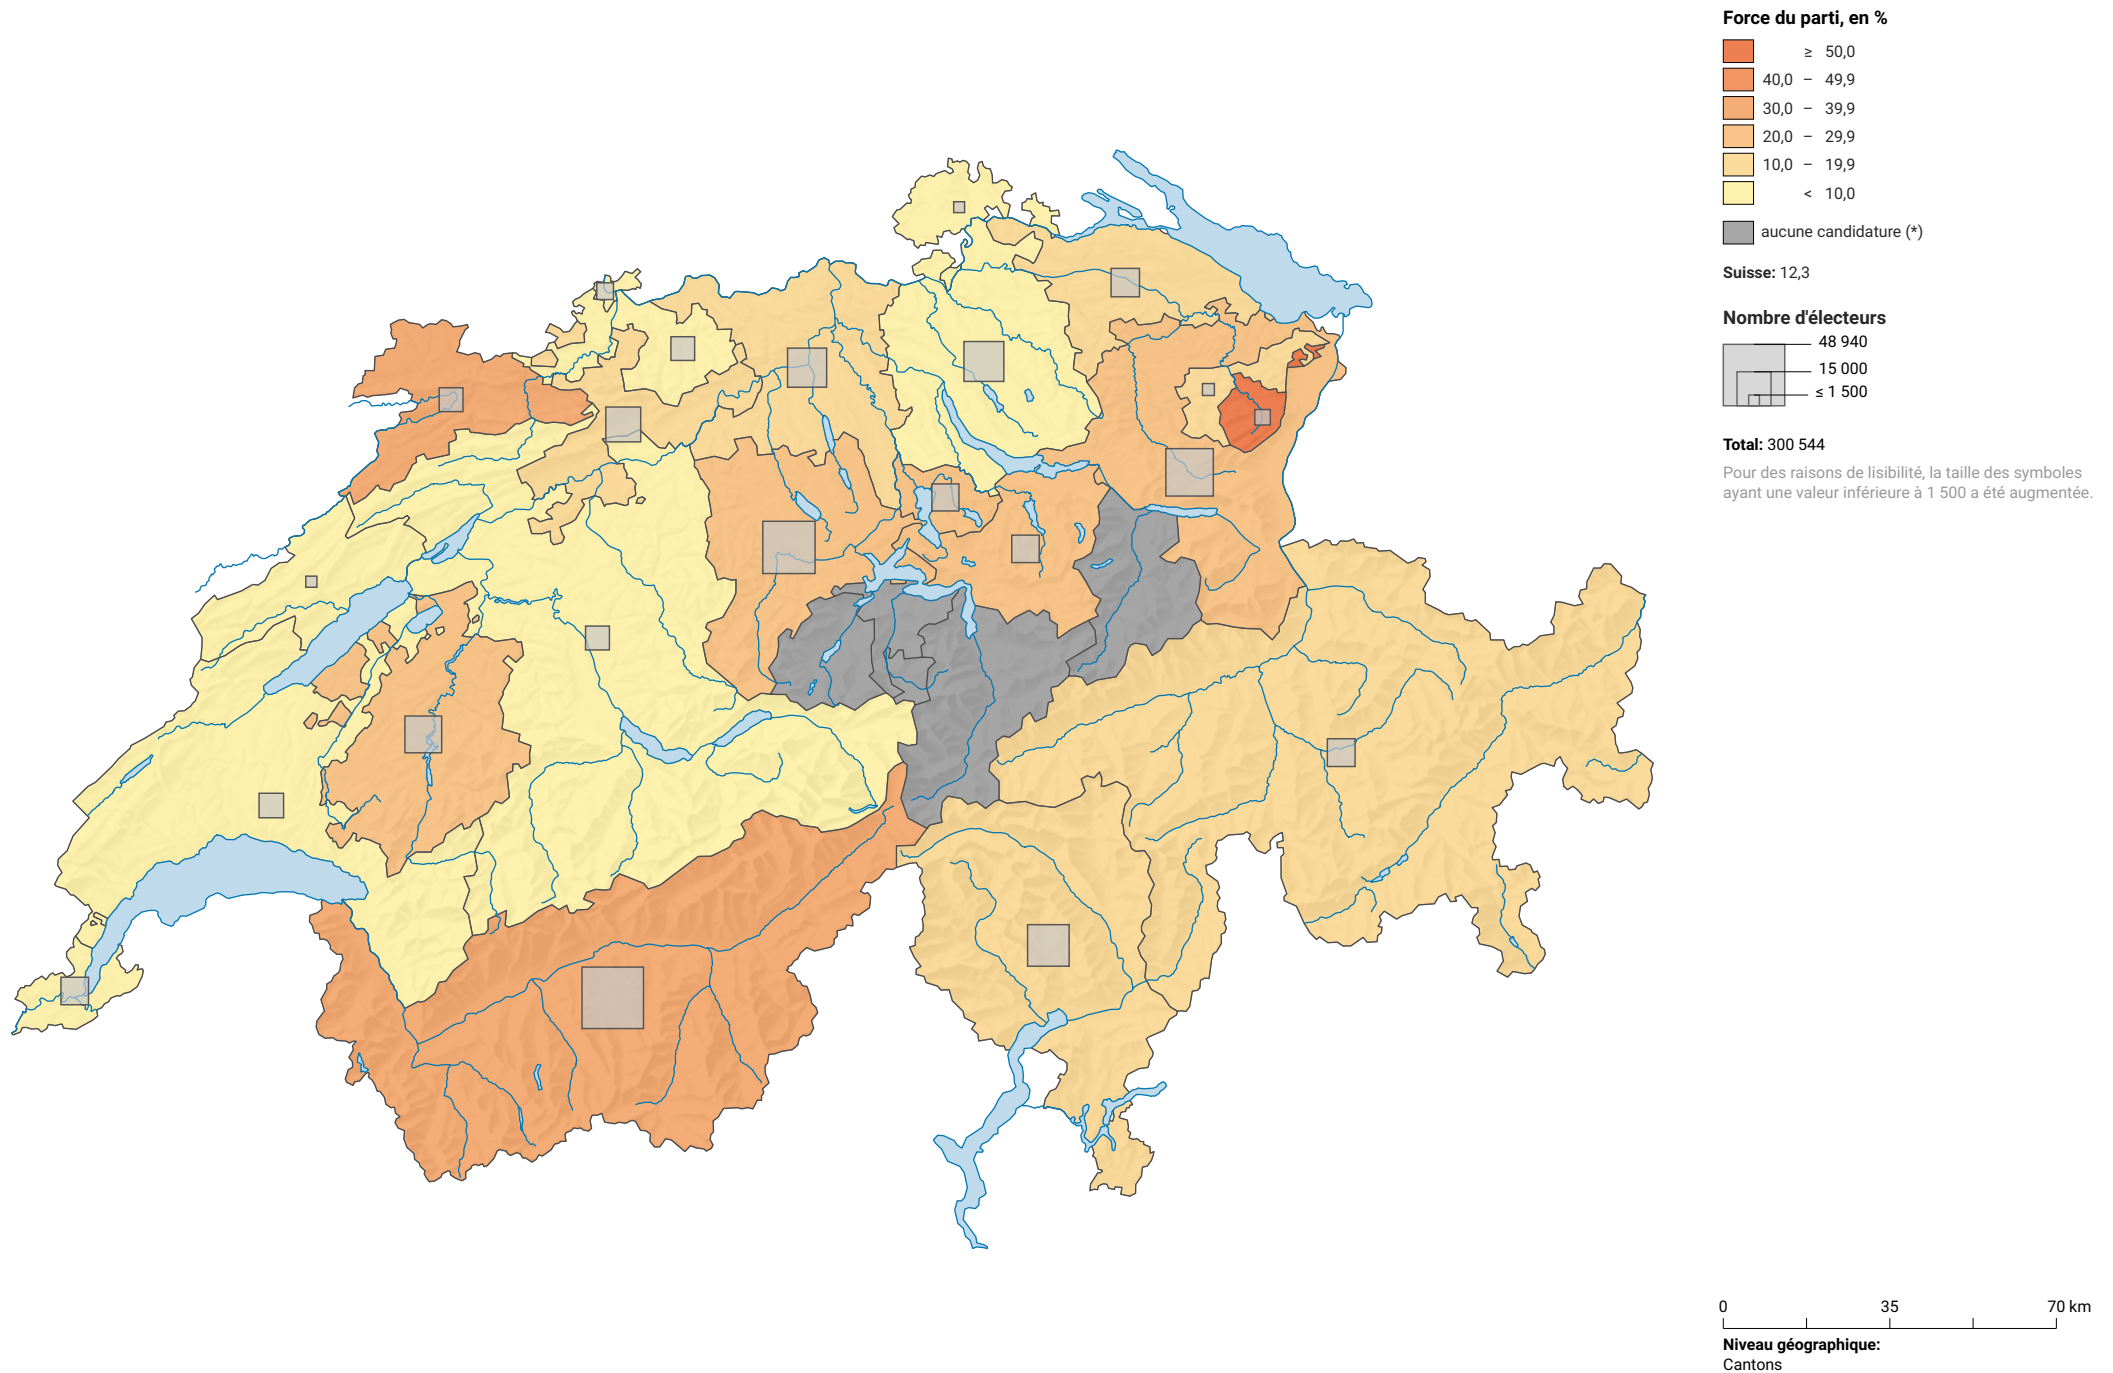 Force du parti, en %
≥ 50,0
40,0 – 49,9
30,0 – 39,9
20,0 – 29,9
10,0 – 19,9
< 10,0
aucune candidature (*)
Suisse: 12,3
Nombre d'électeurs
48 940
15 000
≤ 1 500
Total: 300 544
Pour des raisons de lisibilité, la taille des symboles
ayant une valeur inférieure à 1 500 a été augmentée.
0 35 70 km
Niveau géographique:
Cantons